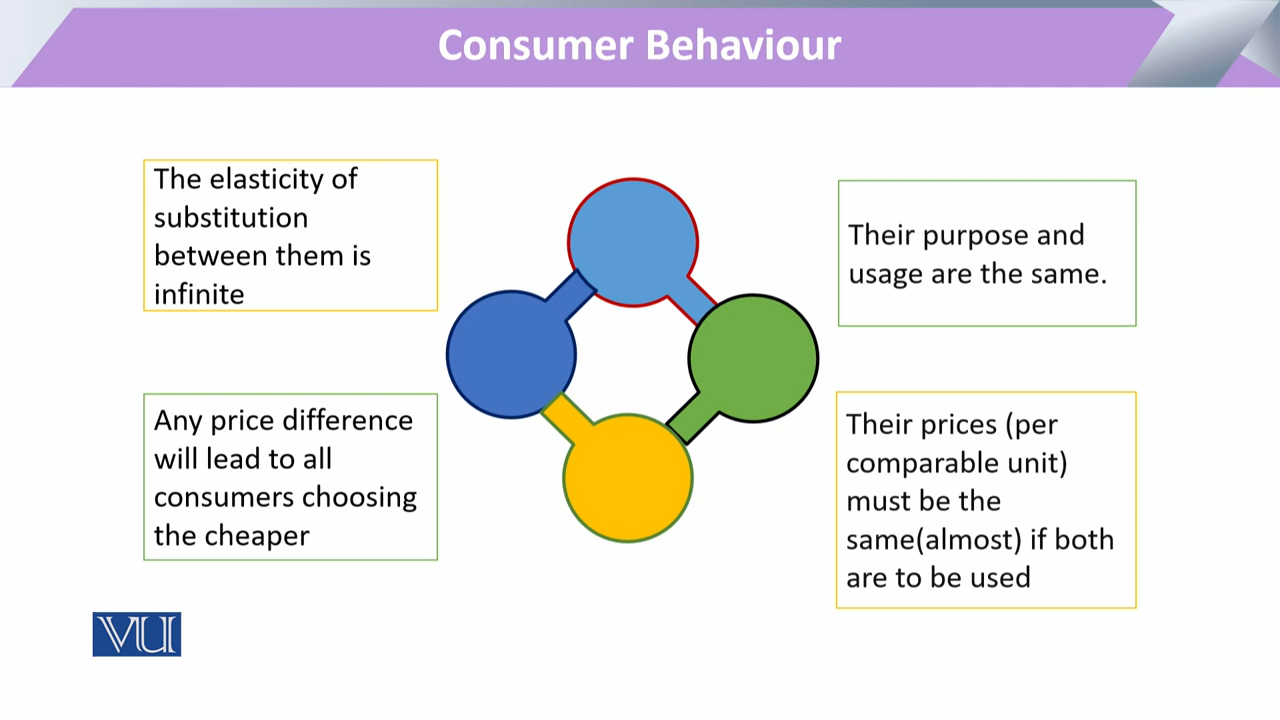 Consumer Behaviour
The elasticity of
substitution
between them is
infinite
Their purpose and
usage are the same.
Any price difference
will lead to all
consumers choosing
the cheaper
Their prices (per
comparable unit)
must be the
same(almost) if both
are to be used
VU